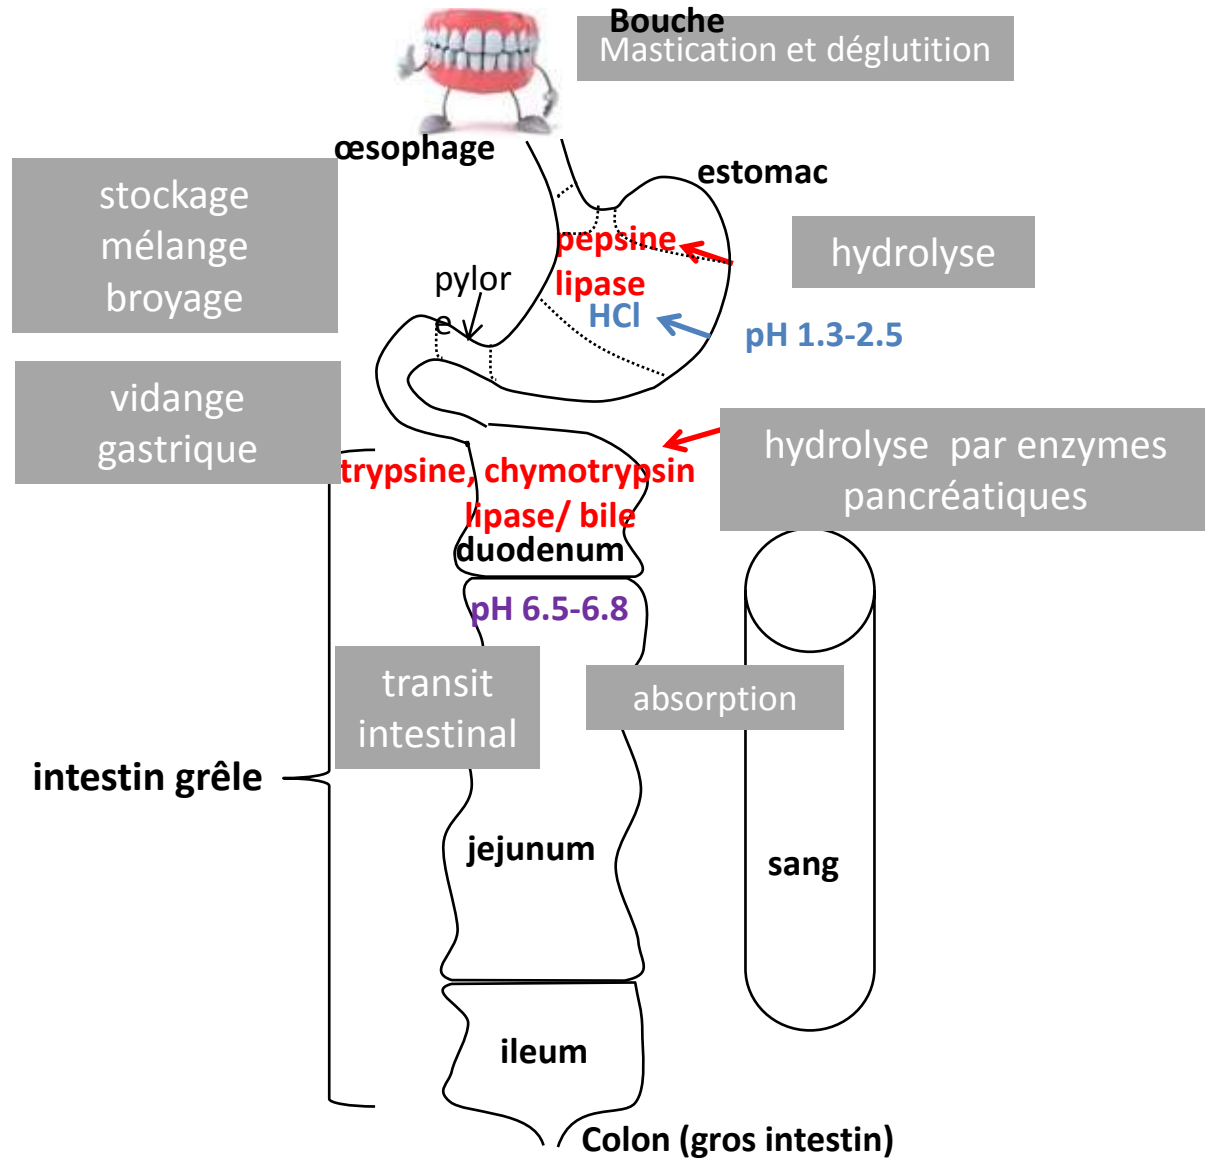 Bouche
Mastication et déglutition
œsophage
estomac
stockage
mélange
broyage
pepsine
lipase
HCl
hydrolyse
pylor
e
pH 1.3-2.5
vidange
gastrique
hydrolyse par enzymes
pancréatiques
trypsine, chymotrypsin
lipase/ bile
duodenum
pH 6.5-6.8
transit
intestinal
absorption
intestin grêle
jejunum
sang
ileum
Colon (gros intestin)